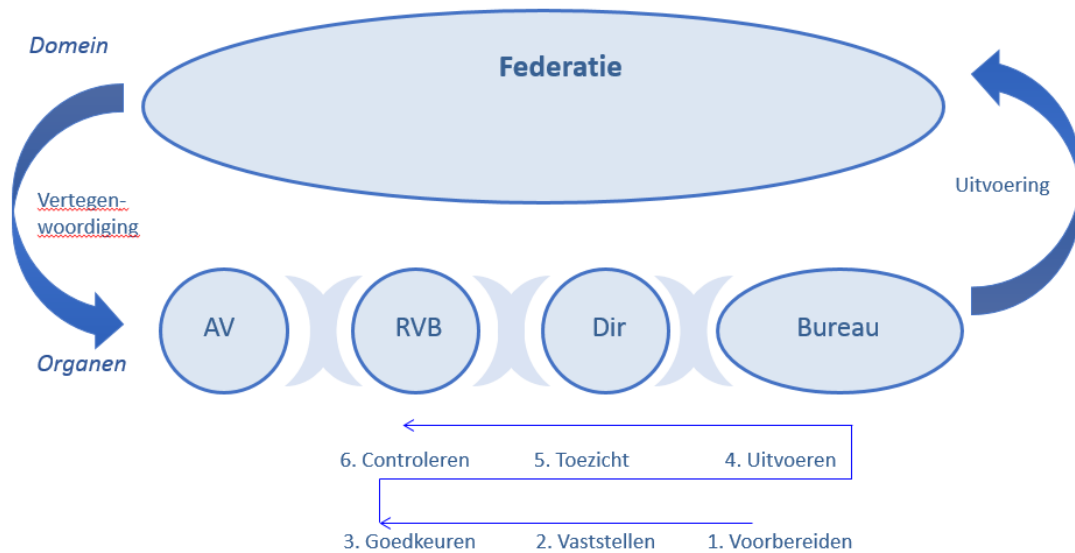 Domein
Federatie
Vertegen-
woordiging
Uitvoering
AV
RVB
Dir
Bureau
Organen
6. Controleren
5. Toezicht
4. Uitvoeren
3. Goedkeuren
2. Vaststellen
1. Voorbereiden